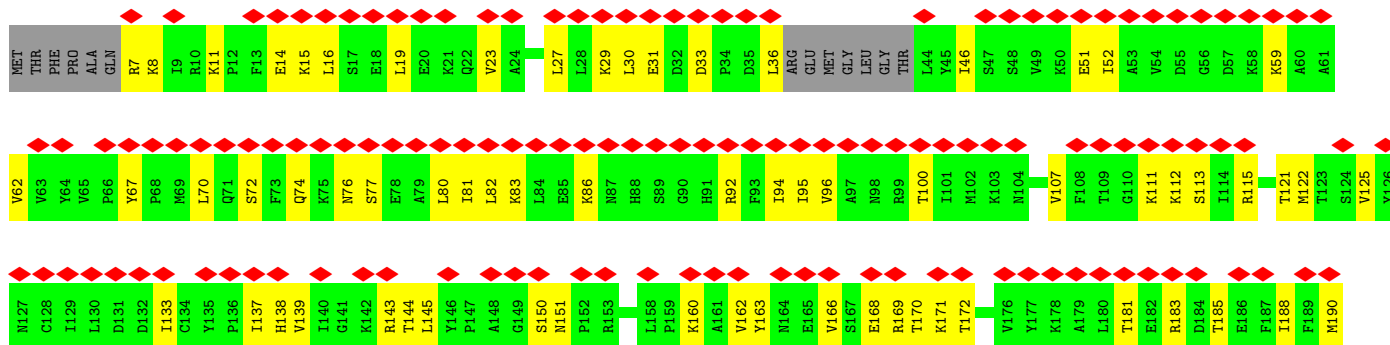 MET THR PHE PRO ALA GLN R7 K8 I9 R10 K11 P12 F13 E14 K15 L16 S17 E18 L19 E20 K21 Q22 V23 A24 L27 L28 K29 L30 E31 D32 D33 P34 D35 L36 ARG GLU MET GLY LEU GLY THR L44 Y45 I46 S47 S48 V49 K50 E51 I52 A53 V54 D55 G56 D57 K58 K59 A60 A61
V62 V63 Y64 V65 P66 Y67 P68 M69 L70 Q71 S72 F73 Q74 K75 N76 S77 E78 A79 L80 I81 L82 K83 L84 E85 K86 N87 H88 S89 G90 H91 R92 F93 I94 I95 V96 A97 N98 R99 T100 I101 M102 K103 N104 V107 F108 T109 G110 K111 K112 S113 I114 R115 T121 M122 T123 S124 V125 Y126
N127 C128 I129 L130 D131 D132 I133 C134 Y135 P136 I137 H138 V139 I140 G141 K142 R143 T144 L145 Y146 P147 A148 G149 S150 N151 P152 R153 L158 P159 K160 A161 V162 Y163 N164 E165 V166 S167 E168 R169 T170 K171 T172 V176 Y177 K178 A179 L180 T181 E182 R183 D184 T185 E186 F187 I188 F189 M190